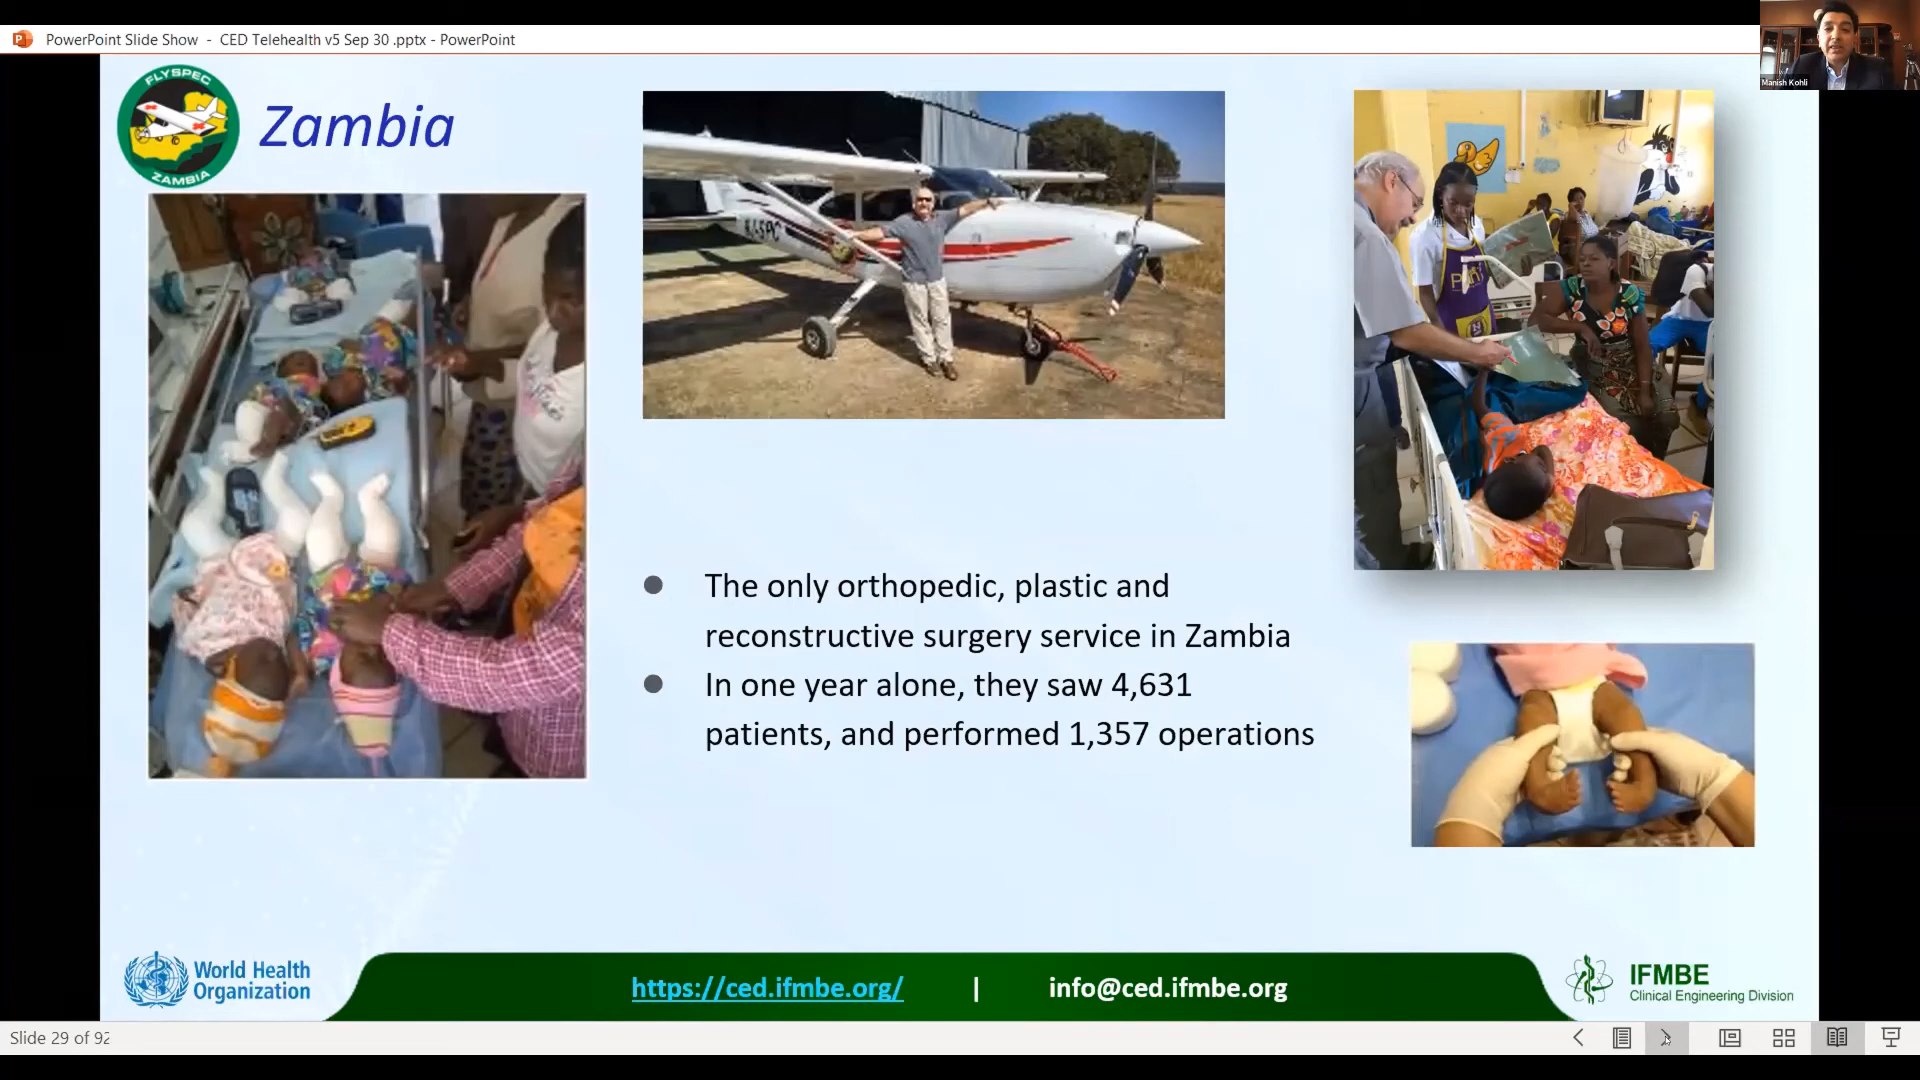 PowerPoint Slide Show - CED Telehealth v5 Sep 30 .pptx - PowerPoint
Manish Kohli
FLYSPEC
ZAMBIA
Zambia
The only orthopedic, plastic and
reconstructive surgery service in Zambia
In one year alone, they saw 4,631
patients, and performed 1,357 operations
World Health
Organization
https://ced.ifmbe.org/ | info@ced.ifmbe.org
IFMBE
Clinical Engineering Division
Slide 29 of 92